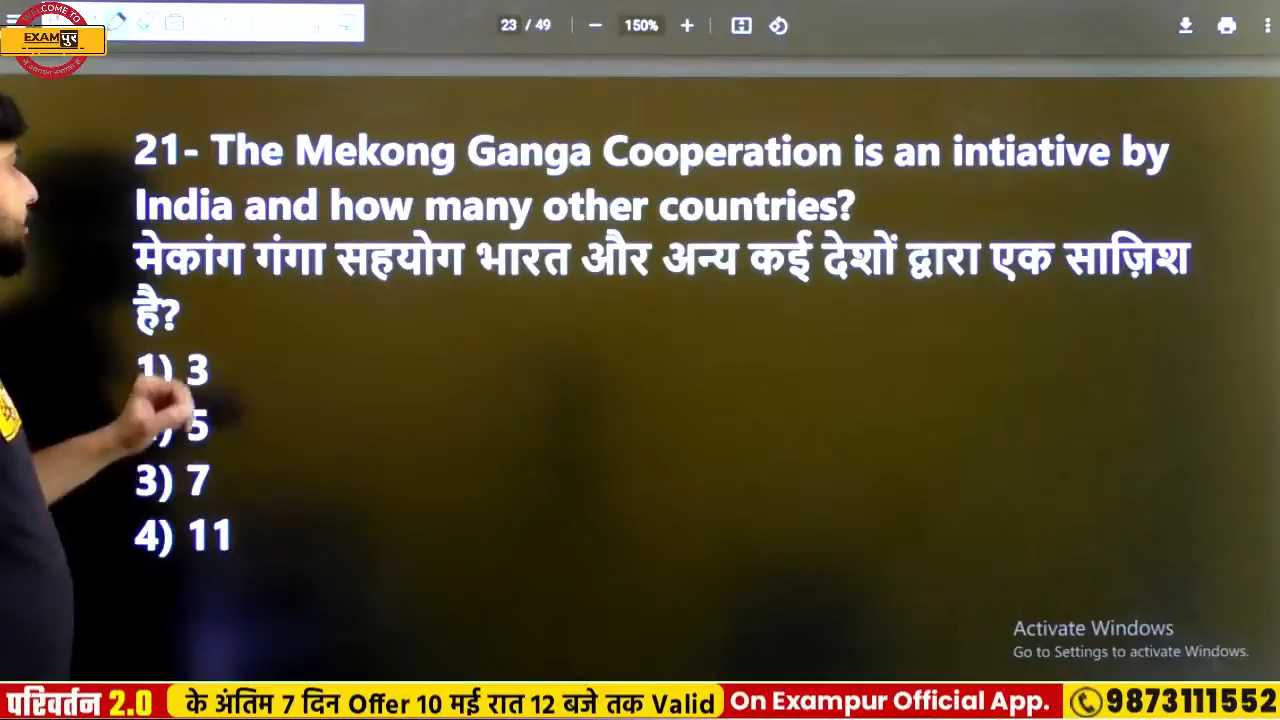 WELCOME TO
EXAMपुर
23 / 49
150%
21- The Mekong Ganga Cooperation is an intiative by
India and how many other countries?
मेकांग गंगा सहयोग भारत और अन्य कई देशों द्वारा एक साज़िश
है?
1) 3
) 5
3) 7
4) 11
Activate Windows
Go to Settings to activate Windows.
परिवर्तन 2.0 के अंतिम 7 दिन Offer 10 मई रात 12 बजे तक Valid On Exampur Official App. 9873111552